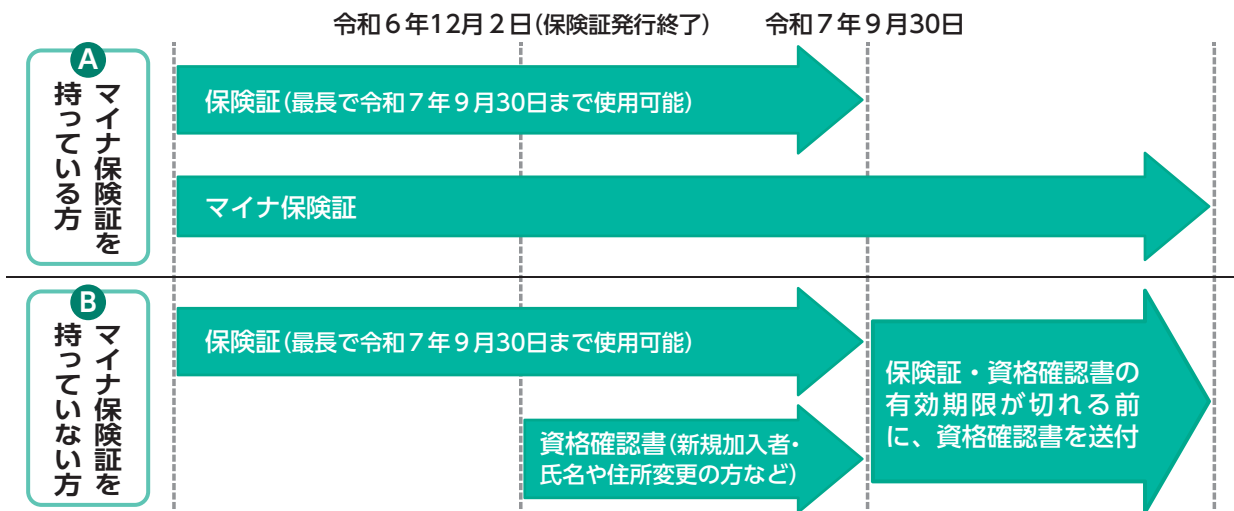 令和6年12月2日(保険証発行終了)
令和7年9月30日
A
マイナ保険証を
持っている方
保険証(最長で令和7年9月30日まで使用可能)
マイナ保険証
B
マイナ保険証を
持っていない方
保険証(最長で令和7年9月30日まで使用可能)
資格確認書(新規加入者・
氏名や住所変更の方など)
保険証・資格確認書の
有効期限が切れる前
に、資格確認書を送付